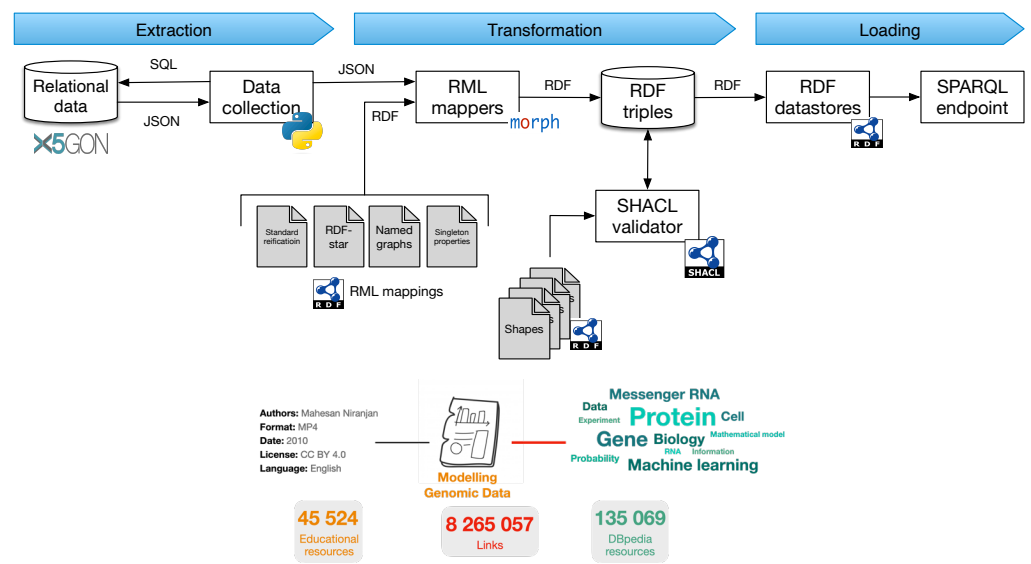 Extraction
Transformation
Loading
Relational
data
SQL
JSON
X5GON
Data
collection
JSON
RDF
RML
mappers
morph
RDF
RDF
triples
RDF
RDF
datastores
RDF
SPARQL
endpoint
Standard
reificatioin
RDF-
star
Named
graphs
Singleton
properties
RDF
RML mappings
SHACL
validator
SHACL
Shapes
s
s
RDF
Authors: Mahesan Niranjan
Format: MP4
Date: 2010
License: CC BY 4.0
Language: English
Modelling
Genomic Data
Messenger RNA
Data
Experiment
Protein
Cell
Gene
Biology
Mathematical model
RNA
Information
Probability
Machine learning
45 524
Educational
resources
8 265 057
Links
135 069
DBpedia
resources